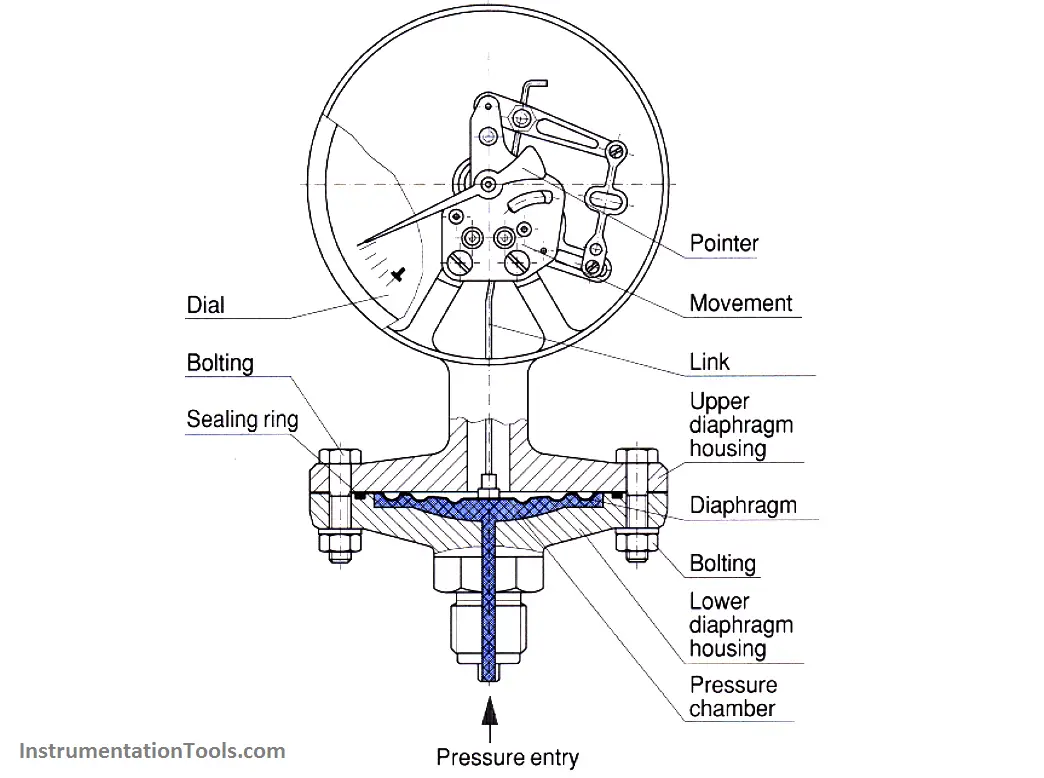 Pointer
Dial
Movement
Bolting
Link
Sealing ring
Upper
diaphragm
housing
Diaphragm
Bolting
Lower
diaphragm
housing
Pressure
chamber
InstrumentationTools.com
Pressure entry